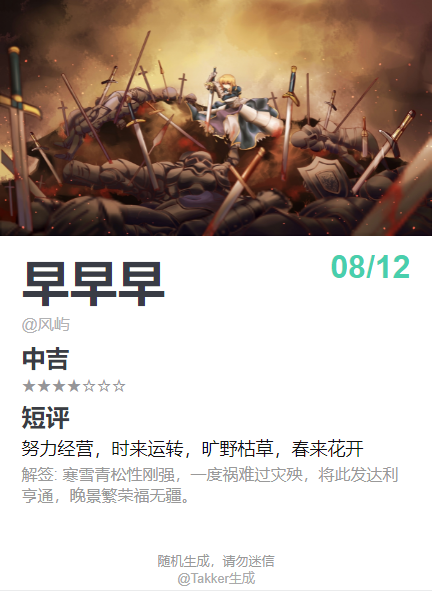 早早早
08/12
@风屿
中吉
★★★★☆☆☆
短评
努力经营，时来运转，旷野枯草，春来花开
解签: 寒雪青松性刚强，一度祸难过灾殃，将此发达利
亨通，晚景繁荣福无疆。
随机生成，请勿迷信
@Takker生成